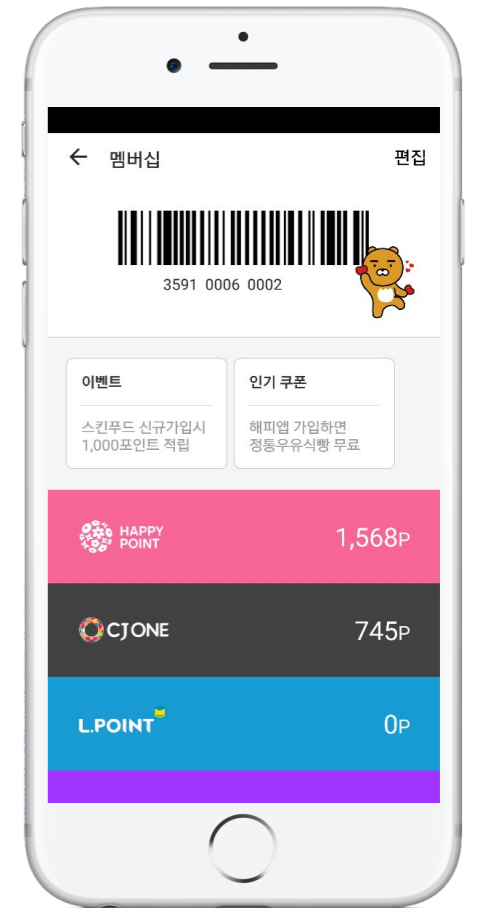 멤버십
편집
3591 0006 0002
이벤트
스킨푸드 신규가입시
1,000포인트 적립
인기 쿠폰
해피앱 가입하면
정통우유식빵 무료
HAPPY
POINT
1,568P
CJ ONE
745P
L.POINT
0P